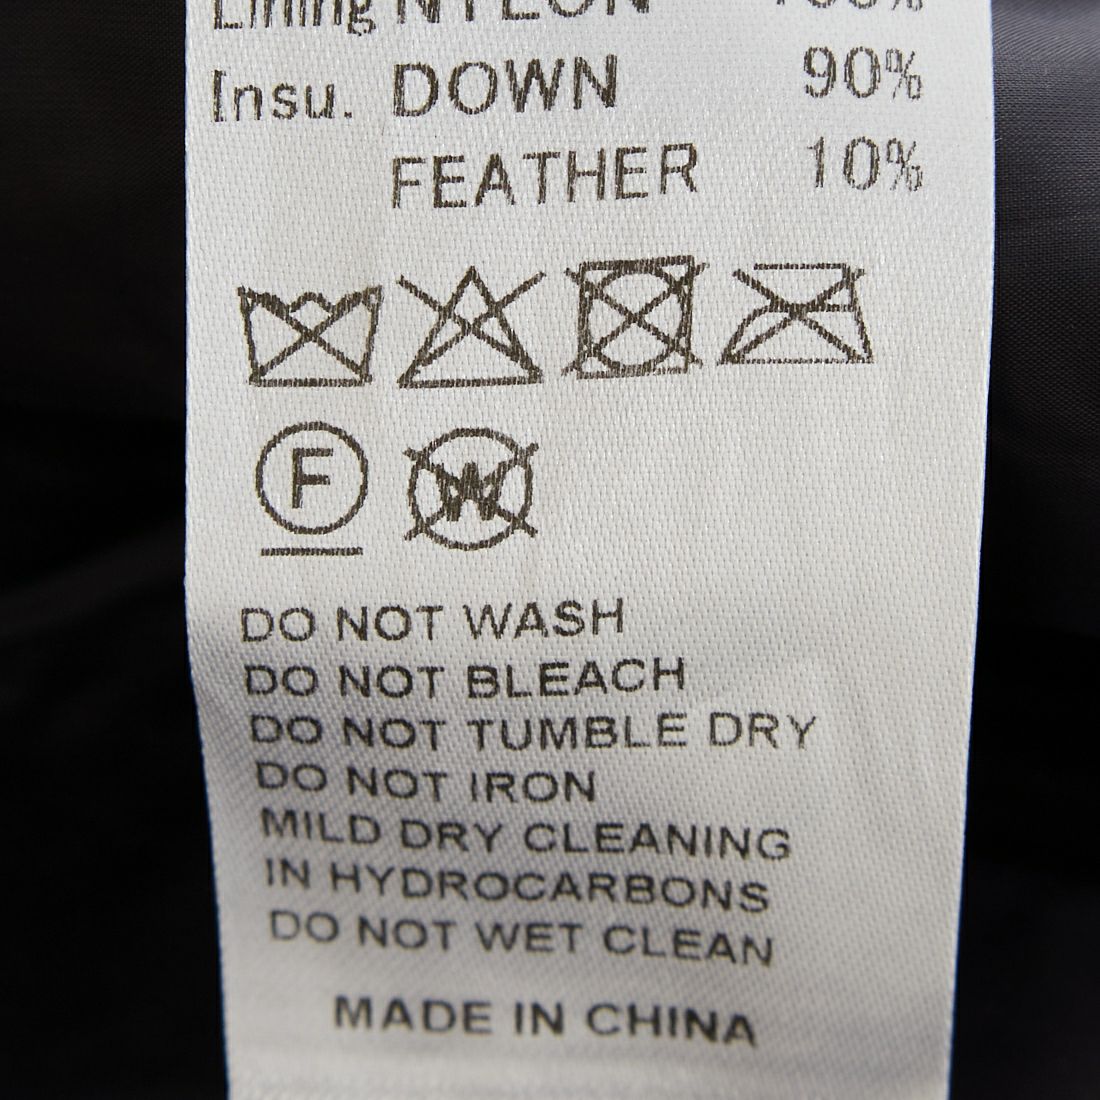 Lining NYLON 100%
Insu. DOWN 90%
FEATHER 10%
F W
DO NOT WASH
DO NOT BLEACH
DO NOT TUMBLE DRY
DO NOT IRON
MILD DRY CLEANING
IN HYDROCARBONS
DO NOT WET CLEAN
MADE IN CHINA